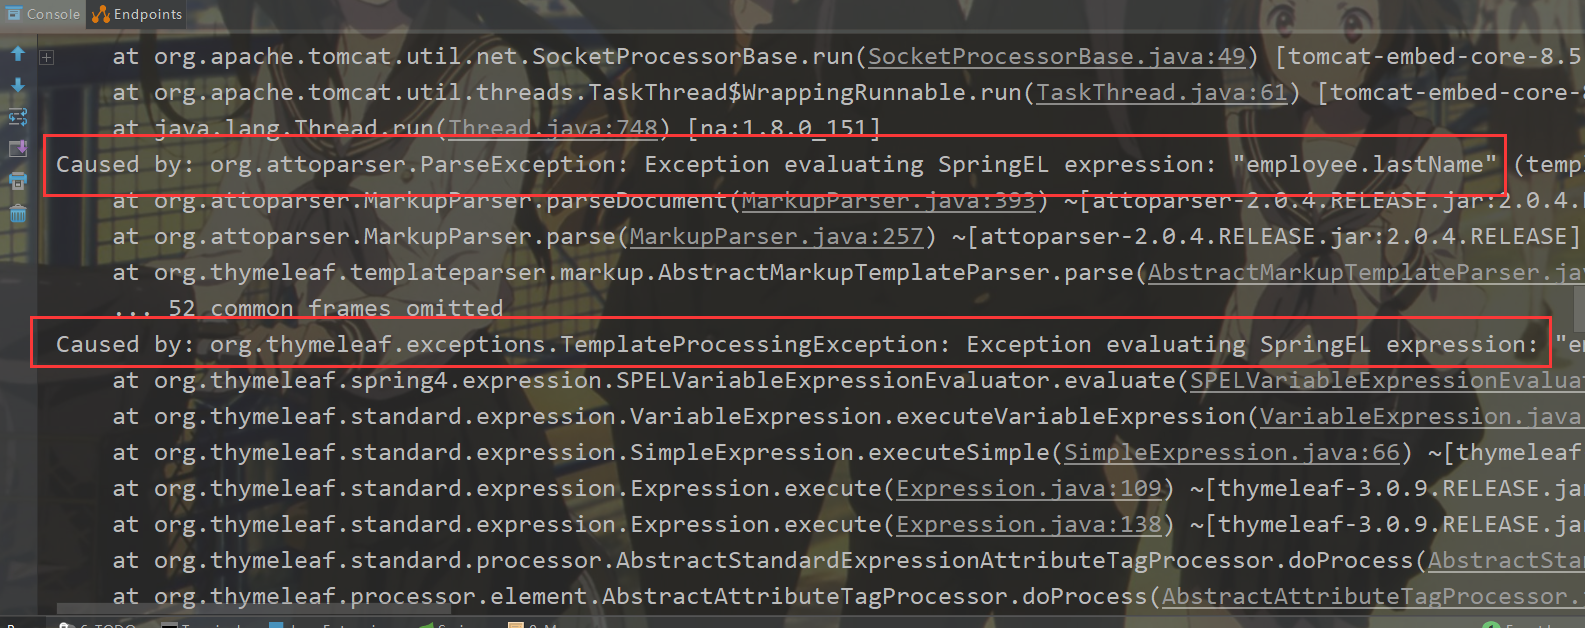 Console Endpoints
at org.apache.tomcat.util.net.SocketProcessorBase.run(SocketProcessorBase.java:49) [tomcat-embed-core-8.5
at org.apache.tomcat.util.threads.TaskThread$WrappingRunnable.run(TaskThread.java:61) [tomcat-embed-core-8
at java.lang.Thread.run(Thread.java:748) [na:1.8.0_151]
Caused by: org.attoparser.ParseException: Exception evaluating SpringEL expression: "employee.lastName" (temp
at org.attoparser.MarkupParser.parseDocument(MarkupParser.java:393) ~[attoparser-2.0.4.RELEASE.jar:2.0.4.R
at org.attoparser.MarkupParser.parse(MarkupParser.java:257) ~[attoparser-2.0.4.RELEASE.jar:2.0.4.RELEASE]
at org.thymeleaf.templateparser.markup.AbstractMarkupTemplateParser.parse(AbstractMarkupTemplateParser.jav
... 52 common frames omitted
Caused by: org.thymeleaf.exceptions.TemplateProcessingException: Exception evaluating SpringEL expression: "em
at org.thymeleaf.spring4.expression.SPELVariableExpressionEvaluator.evaluate(SPELVariableExpressionEvaluat
at org.thymeleaf.standard.expression.VariableExpression.executeVariableExpression(VariableExpression.java
at org.thymeleaf.standard.expression.SimpleExpression.executeSimple(SimpleExpression.java:66) ~[thymeleaf
at org.thymeleaf.standard.expression.Expression.execute(Expression.java:109) ~[thymeleaf-3.0.9.RELEASE.jar
at org.thymeleaf.standard.expression.Expression.execute(Expression.java:138) ~[thymeleaf-3.0.9.RELEASE.jar
at org.thymeleaf.standard.processor.AbstractStandardExpressionAttributeTagProcessor.doProcess(AbstractStan
at org.thymeleaf.processor.element.AbstractAttributeTagProcessor.doProcess(AbstractAttributeTagProcessor.